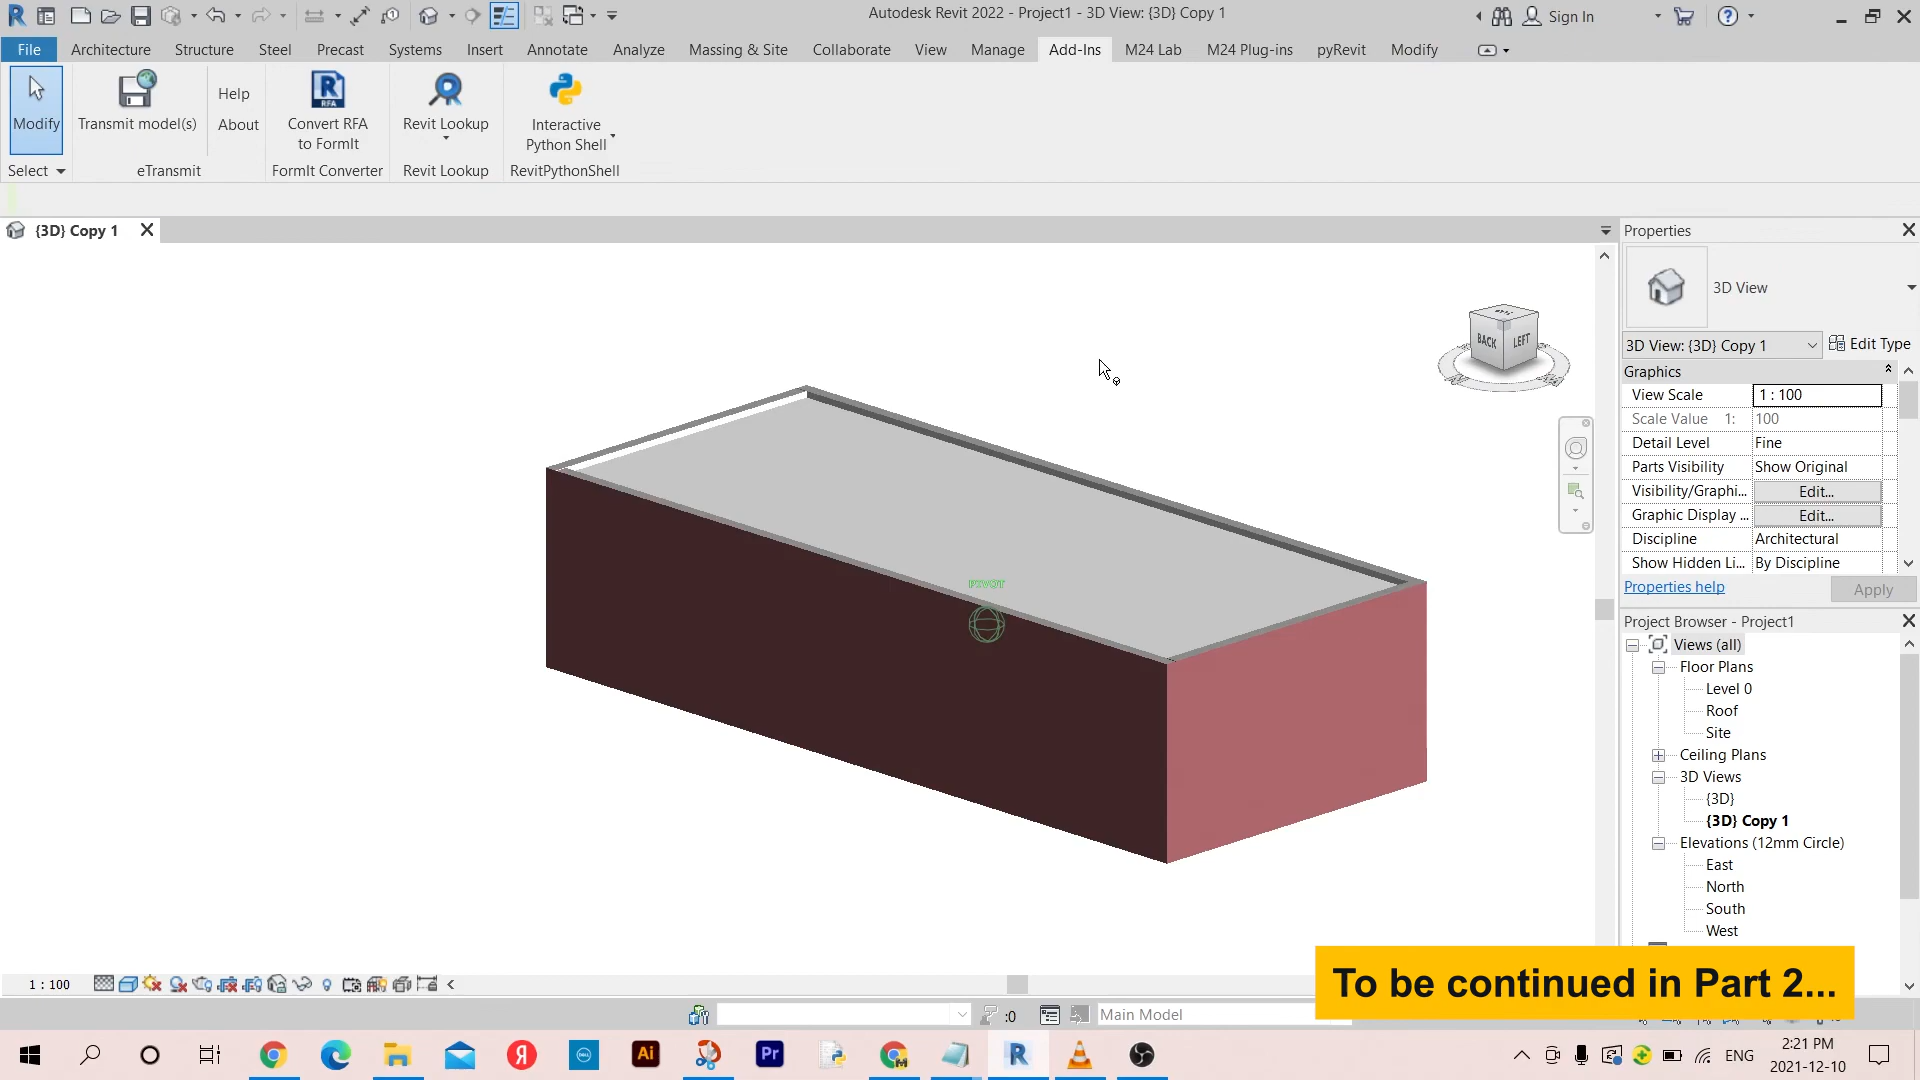 Autodesk Revit 2022 - Project1 - 3D View: {3D} Copy 1
Sign In
File Architecture Structure Steel Precast Systems Insert Annotate Analyze Massing & Site Collaborate View Manage Add-Ins M24 Lab M24 Plug-ins pyRevit Modify
Modify
Transmit model(s)
Help
About
Convert RFA
to FormIt
Revit Lookup
Interactive
Python Shell
Select
eTransmit
FormIt Converter
Revit Lookup
RevitPythonShell
{3D} Copy 1
PIVOT
BACK
LEFT
Properties
3D View
3D View: {3D} Copy 1
Edit Type
Graphics
View Scale 1 : 100
Scale Value 1: 100
Detail Level Fine
Parts Visibility Show Original
Visibility/Graphi... Edit...
Graphic Display ... Edit...
Discipline Architectural
Show Hidden Li... By Discipline
Properties help
Apply
Project Browser - Project1
Views (all)
Floor Plans
Level 0
Roof
Site
Ceiling Plans
3D Views
{3D}
{3D} Copy 1
Elevations (12mm Circle)
East
North
South
West
To be continued in Part 2...
1 : 100
:0
Main Model
ENG
2:21 PM
2021-12-10